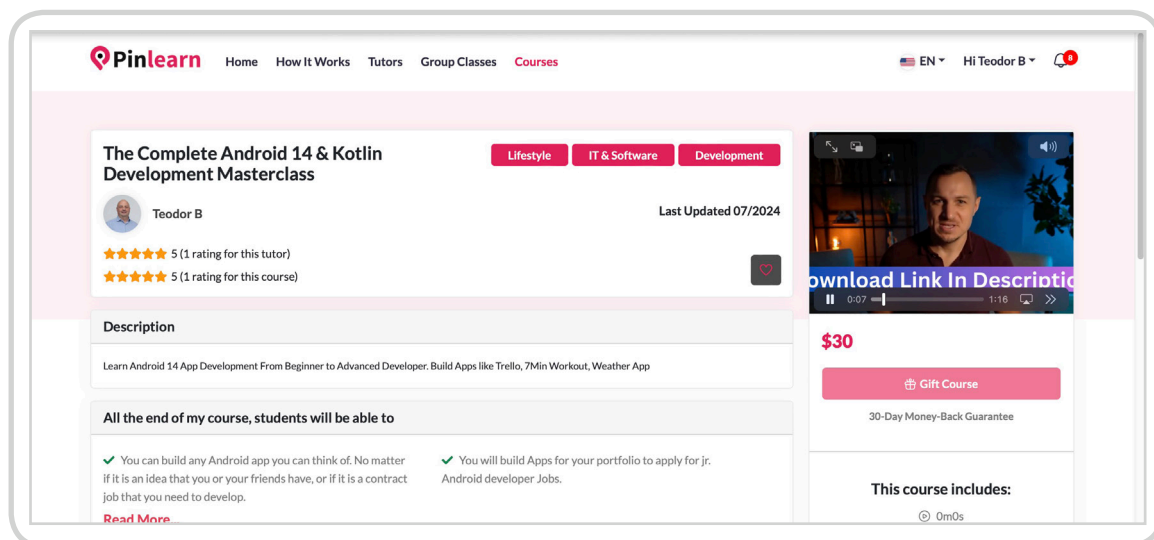 Pinlearn Home How It Works Tutors Group Classes Courses EN Hi Teodor B 8
The Complete Android 14 & Kotlin
Development Masterclass
Lifestyle IT & Software Development
Teodor B
Last Updated 07/2024
5 (1 rating for this tutor)
5 (1 rating for this course)
Description
Learn Android 14 App Development From Beginner to Advanced Developer. Build Apps like Trello, 7Min Workout, Weather App
All the end of my course, students will be able to
You can build any Android app you can think of. No matter
if it is an idea that you or your friends have, or if it is a contract
job that you need to develop.
You will build Apps for your portfolio to apply for jr.
Android developer Jobs.
Read More
ownload Link In Descriptio
0:07 1:16
$30
Gift Course
30-Day Money-Back Guarantee
This course includes:
0m0s